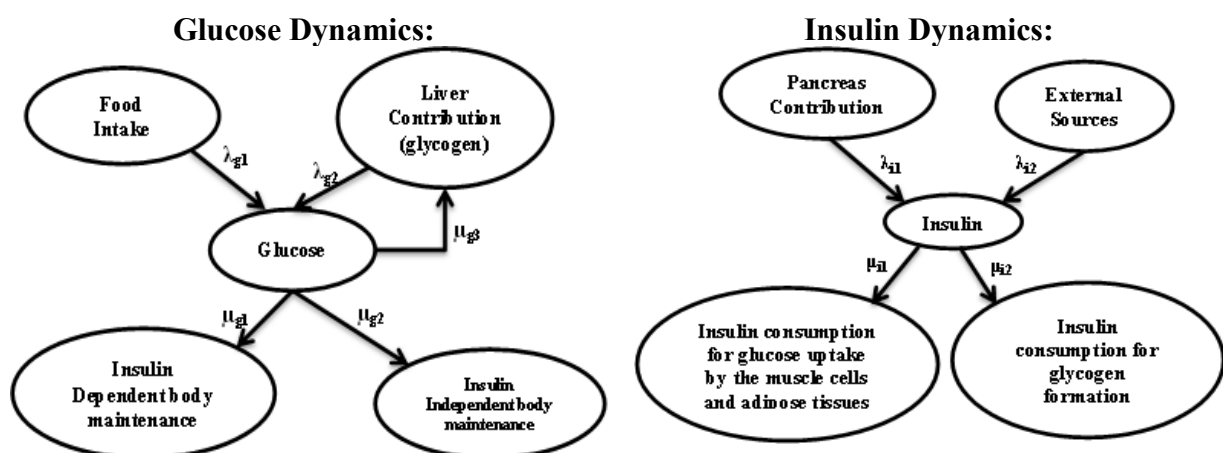 Glucose Dynamics:
Food
Intake
Liver
Contribution
(glycogen)
λg1
λg2
Glucose
μg3
μg1
μg2
Insulin
Dependent body
maintenance
Insulin
Independent body
maintenance
Insulin Dynamics:
Pancreas
Contribution
External
Sources
λi1
λi2
Insulin
μi1
μi2
Insulin consumption
for glucose uptake
by the muscle cells
and adipose tissues
Insulin
consumption for
glycogen
formation